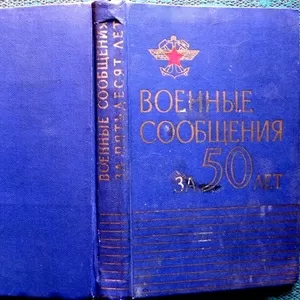 ВОЕННЫЕ СООБЩЕНИЯ
ЗА ПЯТЬДЕСЯТ ЛЕТ
ВОЕННЫЕ
СООБЩЕНИЯ
ЗА 50 ЛЕТ